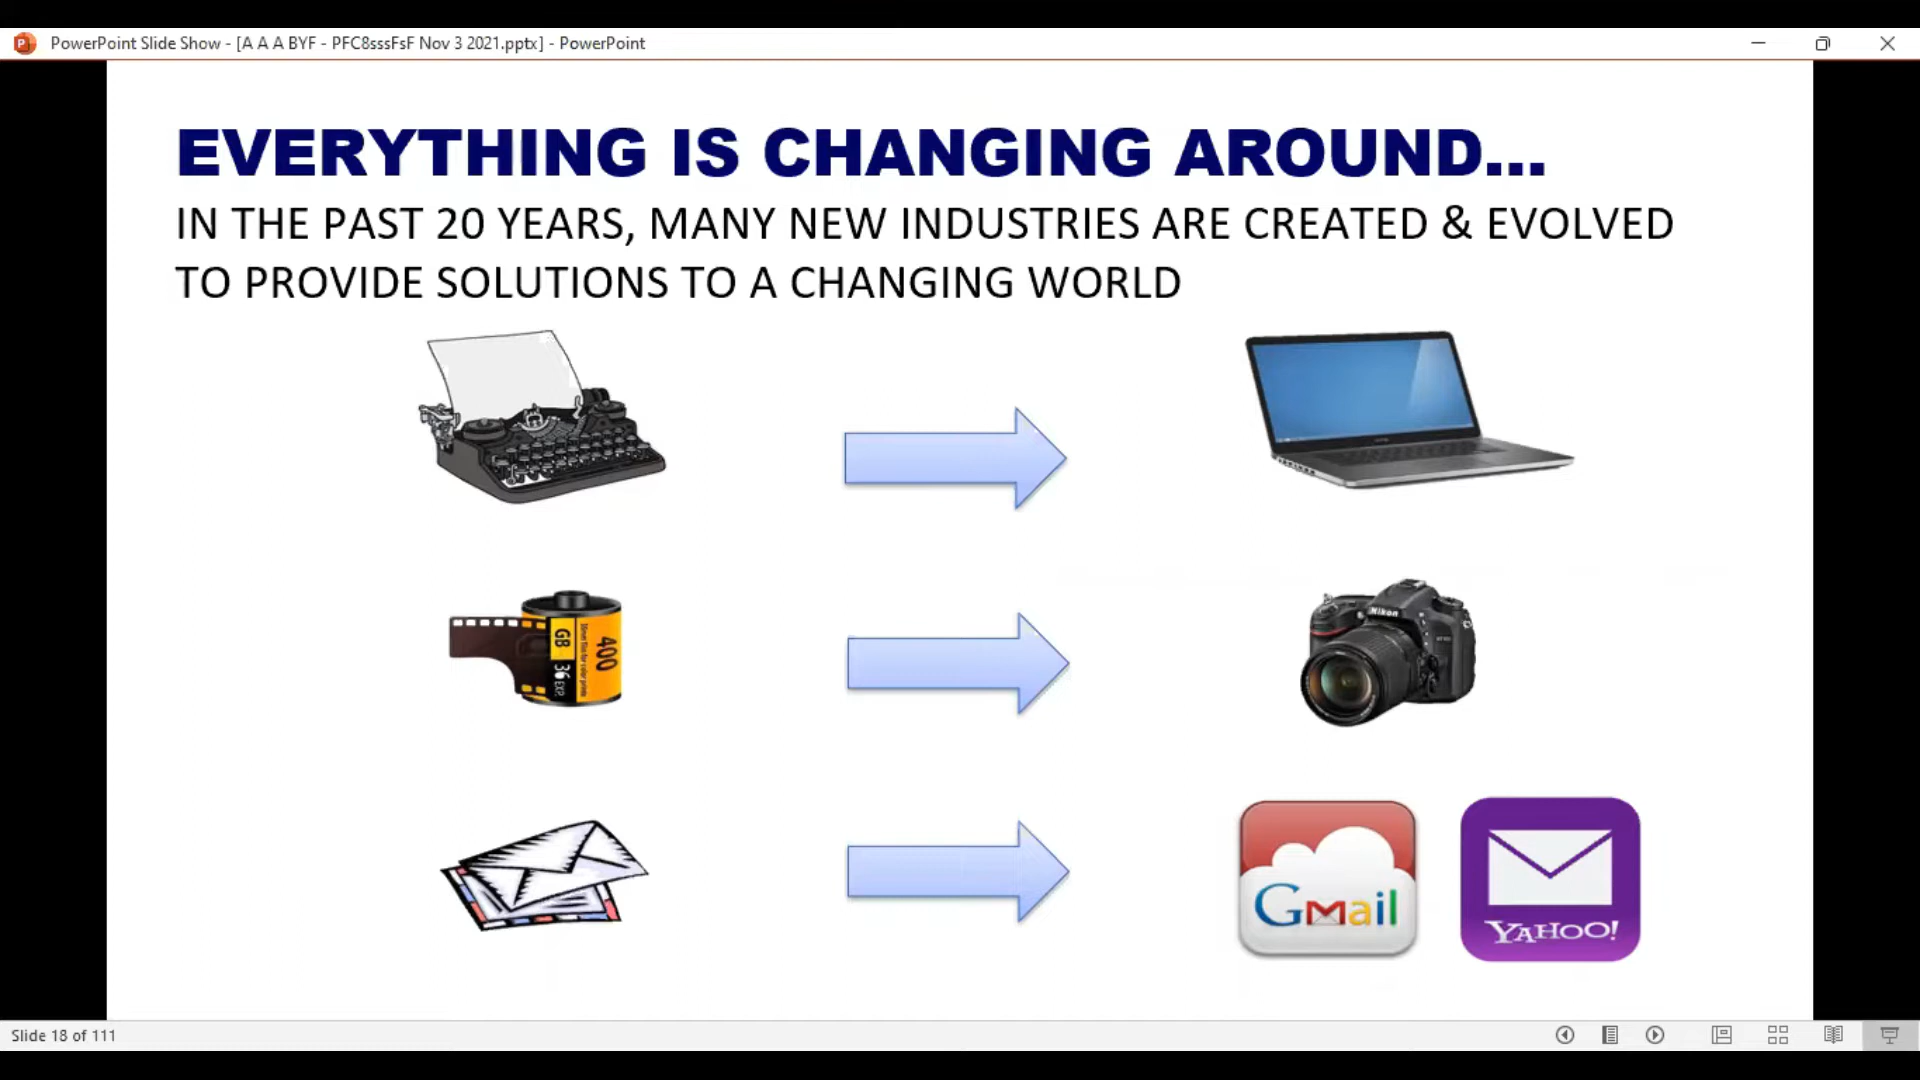 PowerPoint Slide Show - [A A A BYF - PFC8sssFsF Nov 3 2021.pptx] - PowerPoint
EVERYTHING IS CHANGING AROUND...
IN THE PAST 20 YEARS, MANY NEW INDUSTRIES ARE CREATED & EVOLVED
TO PROVIDE SOLUTIONS TO A CHANGING WORLD
GB
36 EXP.
400
Nikon
Gmail
YAHOO!
Slide 18 of 111